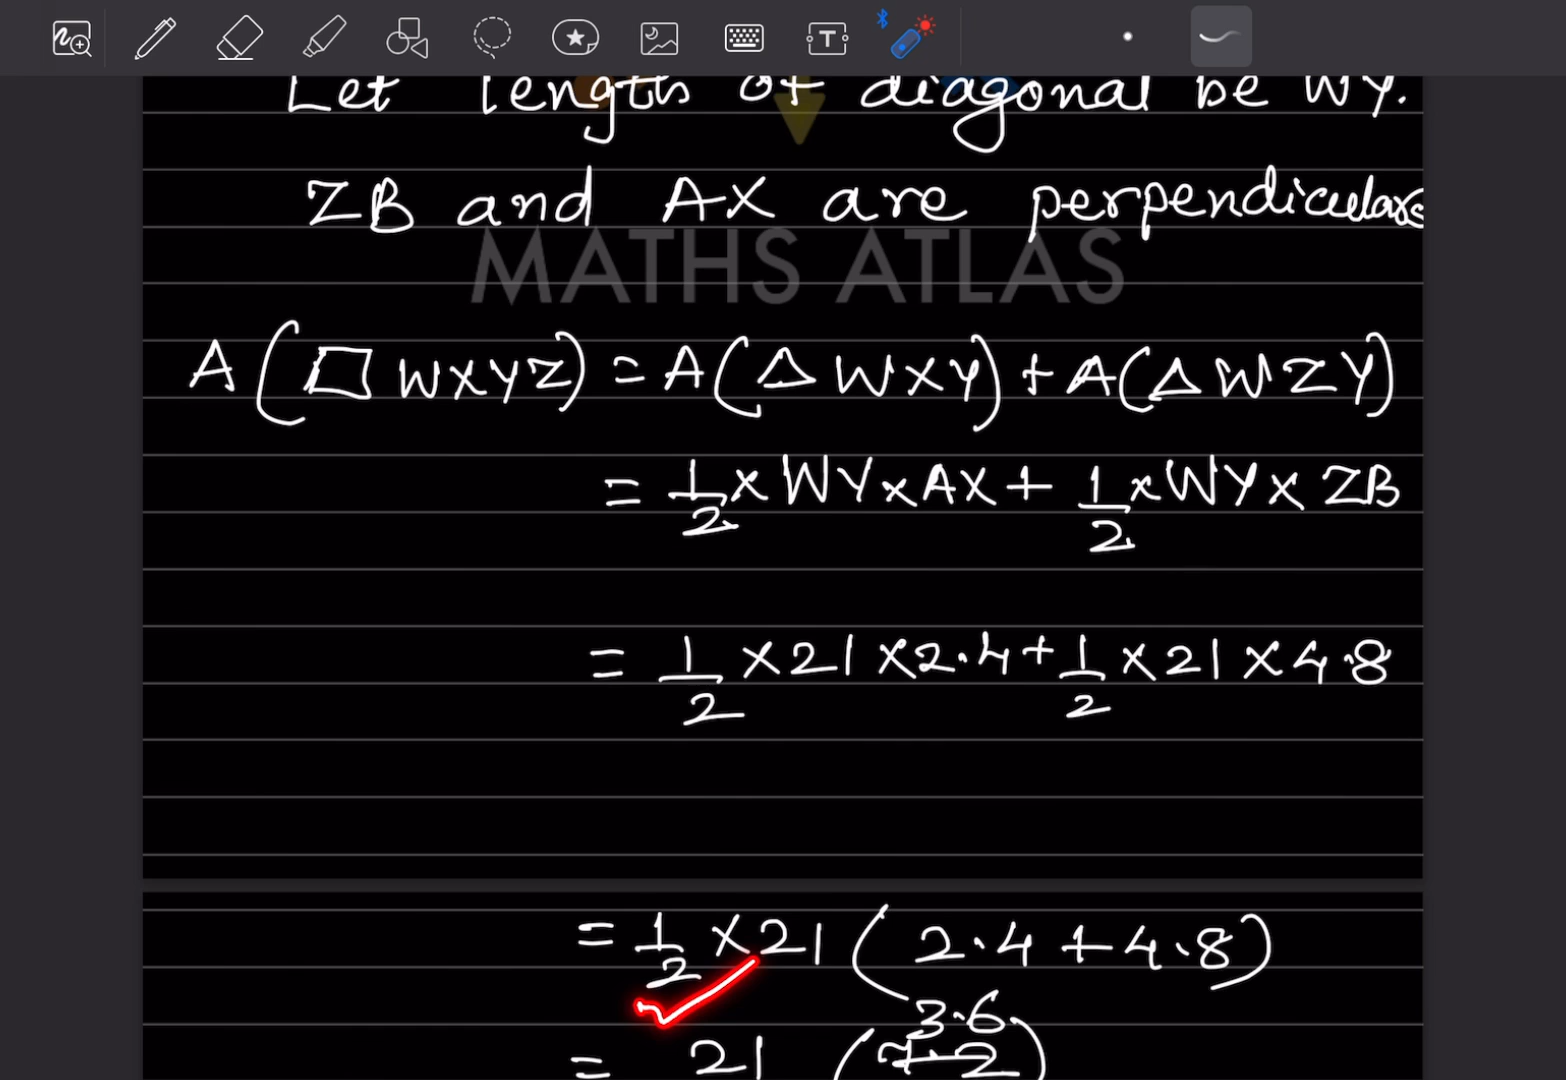 Let length of diagonal be WY.
ZB and AX are perpendiculars
MATHS ATLAS
A(□ WXYZ) = A(△ WXY) + A(△ WZY)
= 1/2 × WY × AX + 1/2 × WY × ZB
= 1/2 × 21 × 2.4 + 1/2 × 21 × 4.8
= 1/2 × 21 (2.4 + 4.8)
3.6
= 21 (7.2)